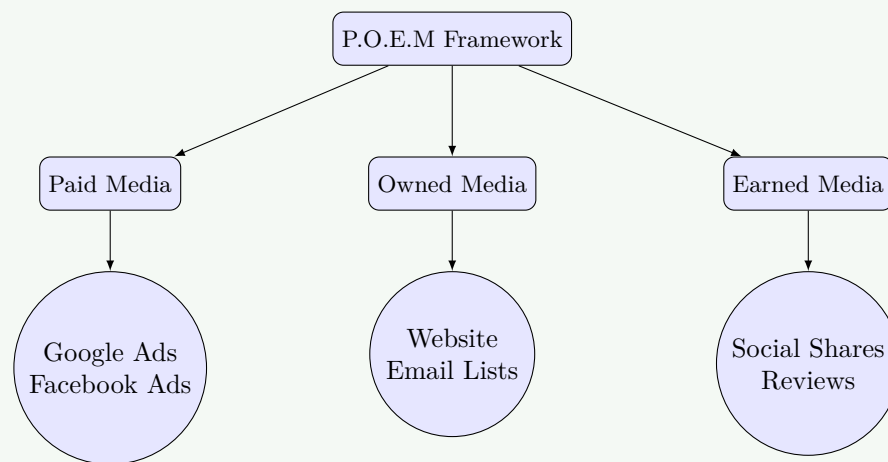 P.O.E.M Framework
Paid Media
Owned Media
Earned Media
Google Ads
Facebook Ads
Website
Email Lists
Social Shares
Reviews